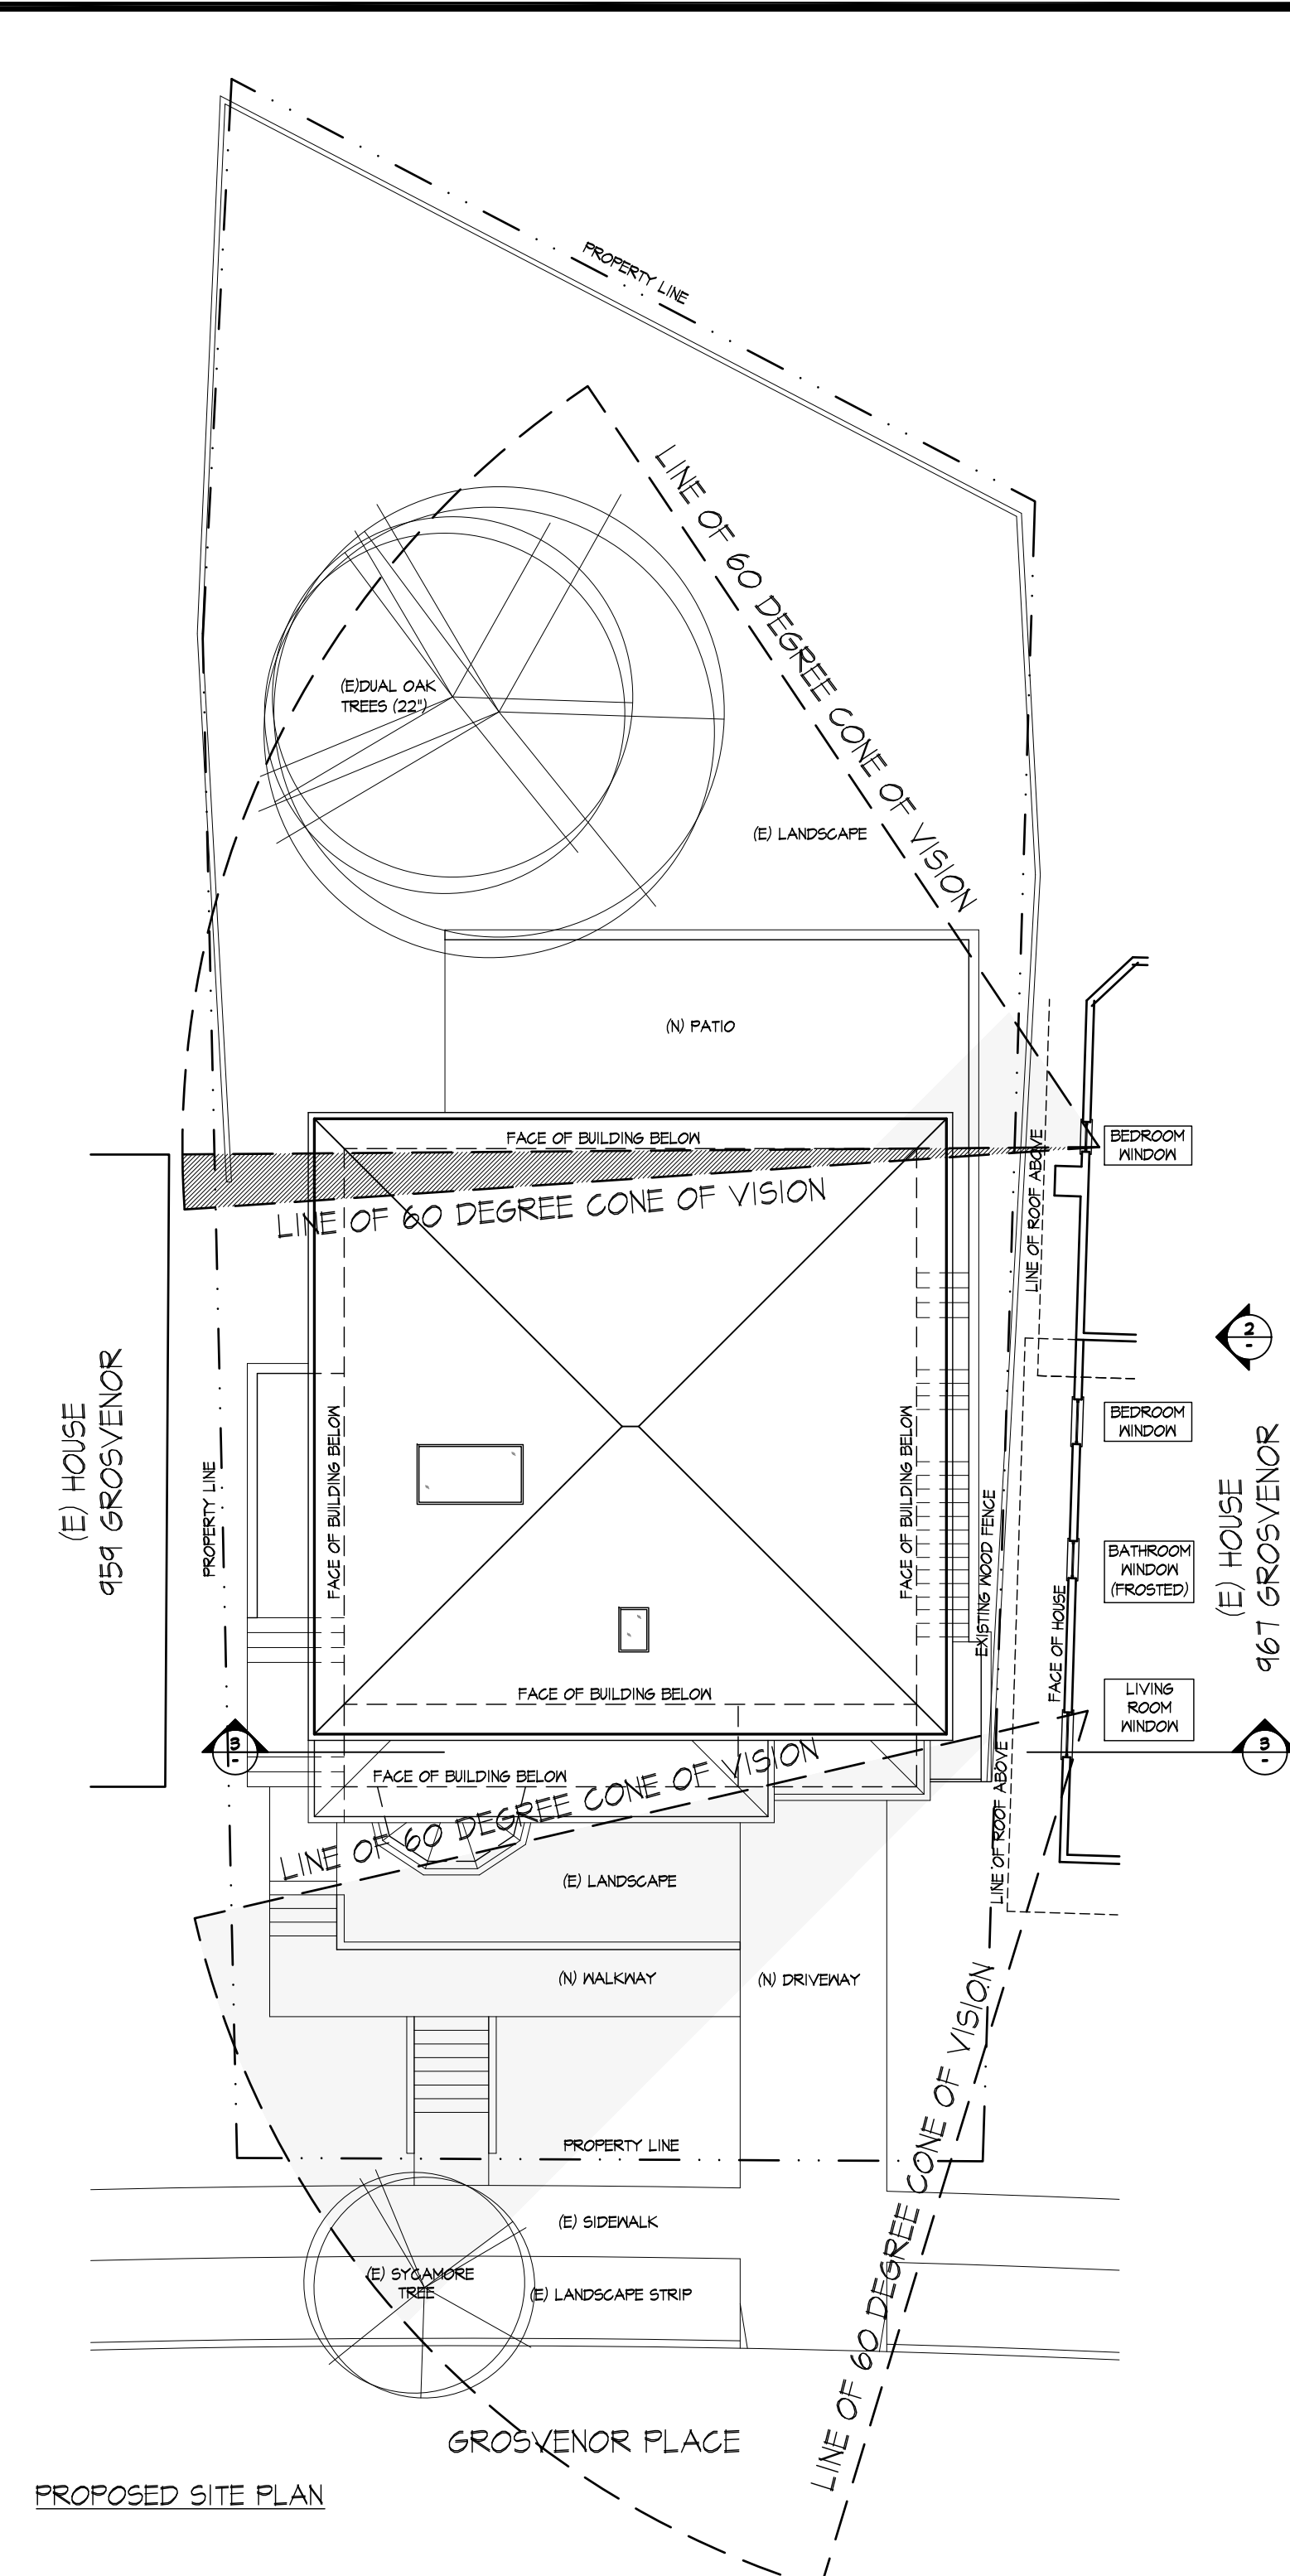 PROPERTY LINE
LINE OF 60 DEGREE CONE OF VISION
(E)DUAL OAK
TREES (22")
(E) LANDSCAPE
(N) PATIO
FACE OF BUILDING BELOW
BEDROOM
WINDOW
LINE OF 60 DEGREE CONE OF VISION
LINE OF ROOF ABOVE
2
-
(E) HOUSE
959 GROSVENOR
PROPERTY LINE
FACE OF BUILDING BELOW
FACE OF BUILDING BELOW
EXISTING WOOD FENCE
BEDROOM
WINDOW
BATHROOM
WINDOW
(FROSTED)
(E) HOUSE
967 GROSVENOR
FACE OF HOUSE
LIVING
ROOM
WINDOW
FACE OF BUILDING BELOW
3
-
3
-
FACE OF BUILDING BELOW
LINE OF 60 DEGREE CONE OF VISION
LINE OF ROOF ABOVE
(E) LANDSCAPE
(N) WALKWAY
(N) DRIVEWAY
LINE OF 60 DEGREE CONE OF VISION
PROPERTY LINE
(E) SIDEWALK
(E) SYCAMORE
TREE
(E) LANDSCAPE STRIP
GROSVENOR PLACE
PROPOSED SITE PLAN